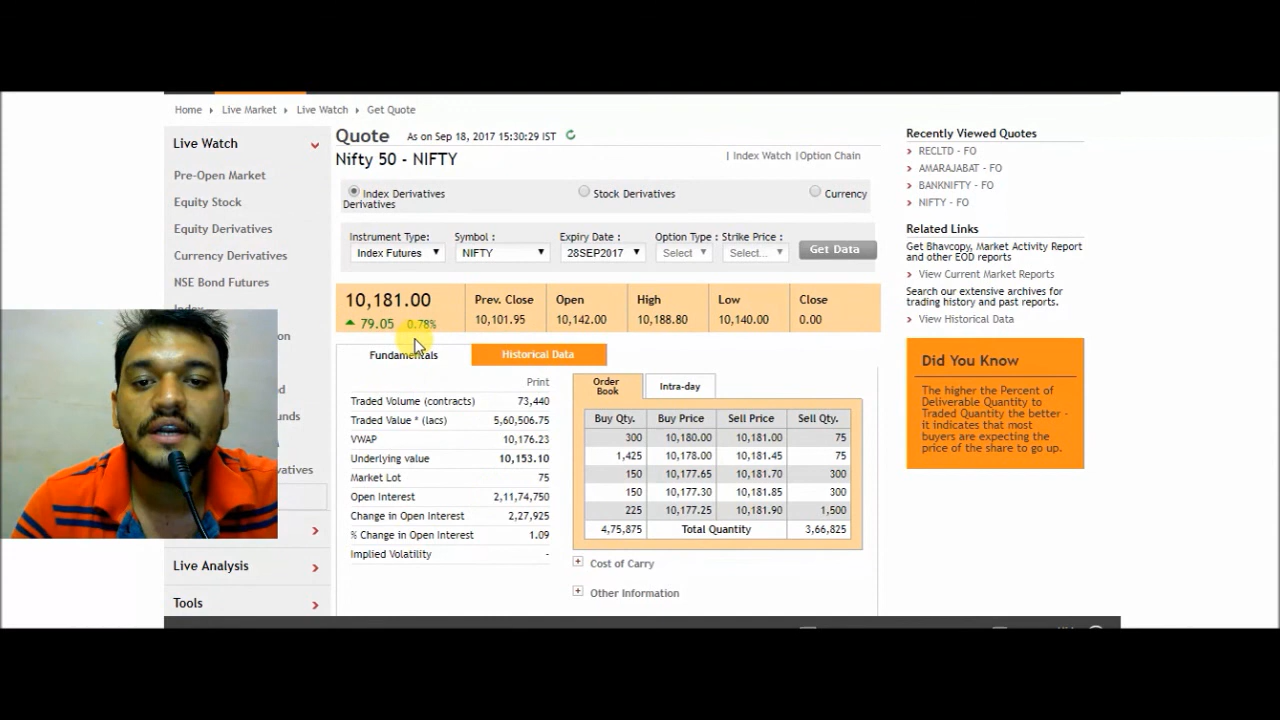 Home
Live Market
Live Watch
Get Quote
Live Watch
Pre-Open Market
Equity Stock
Equity Derivatives
Currency Derivatives
NSE Bond Futures
Live Analysis
Tools
Quote As on Sep 18, 2017 15:30:29 IST
Nifty 50 - NIFTY
| Index Watch |Option Chain
Index Derivatives Stock Derivatives Currency
Derivatives
Instrument Type: Symbol : Expiry Date : Option Type : Strike Price :
Index Futures NIFTY 28SEP2017 Select Select... Get Data
10,181.00 Prev. Close Open High Low Close
79.05 0.78% 10,101.95 10,142.00 10,188.80 10,140.00 0.00
Fundamentals Historical Data
Print
Traded Volume (contracts) 73,440
Traded Value * (lacs) 5,60,506.75
VWAP 10,176.23
Underlying value 10,153.10
Market Lot 75
Open Interest 2,11,74,750
Change in Open Interest 2,27,925
% Change in Open Interest 1.09
Implied Volatility -
Order
Book
Intra-day
Buy Qty. Buy Price Sell Price Sell Qty.
300 10,180.00 10,181.00 75
1,425 10,178.00 10,181.45 75
150 10,177.65 10,181.70 300
150 10,177.30 10,181.85 300
225 10,177.25 10,181.90 1,500
4,75,875 Total Quantity 3,66,825
Cost of Carry
Other Information
Recently Viewed Quotes
RECLTD - FO
AMARAJABAT - FO
BANKNIFTY - FO
NIFTY - FO
Related Links
Get Bhavcopy, Market Activity Report
and other EOD reports
View Current Market Reports
Search our extensive archives for
trading history and past reports.
View Historical Data
Did You Know
The higher the Percent of
Deliverable Quantity to
Traded Quantity the better -
it indicates that most
buyers are expecting the
price of the share to go up.